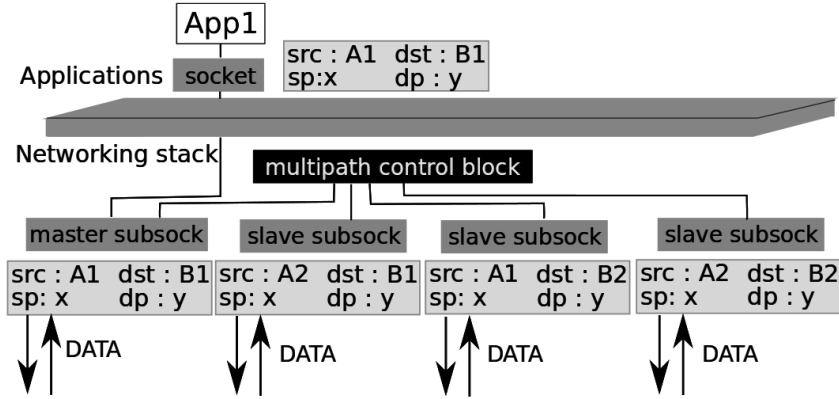 App1
Applications
socket
src : A1 dst : B1
sp:x dp : y
Networking stack
multipath control block
master subsock
slave subsock
slave subsock
slave subsock
src : A1 dst : B1
sp: x dp : y
src : A2 dst : B1
sp: x dp : y
src : A1 dst : B2
sp: x dp : y
src : A2 dst : B2
sp: x dp : y
DATA
DATA
DATA
DATA